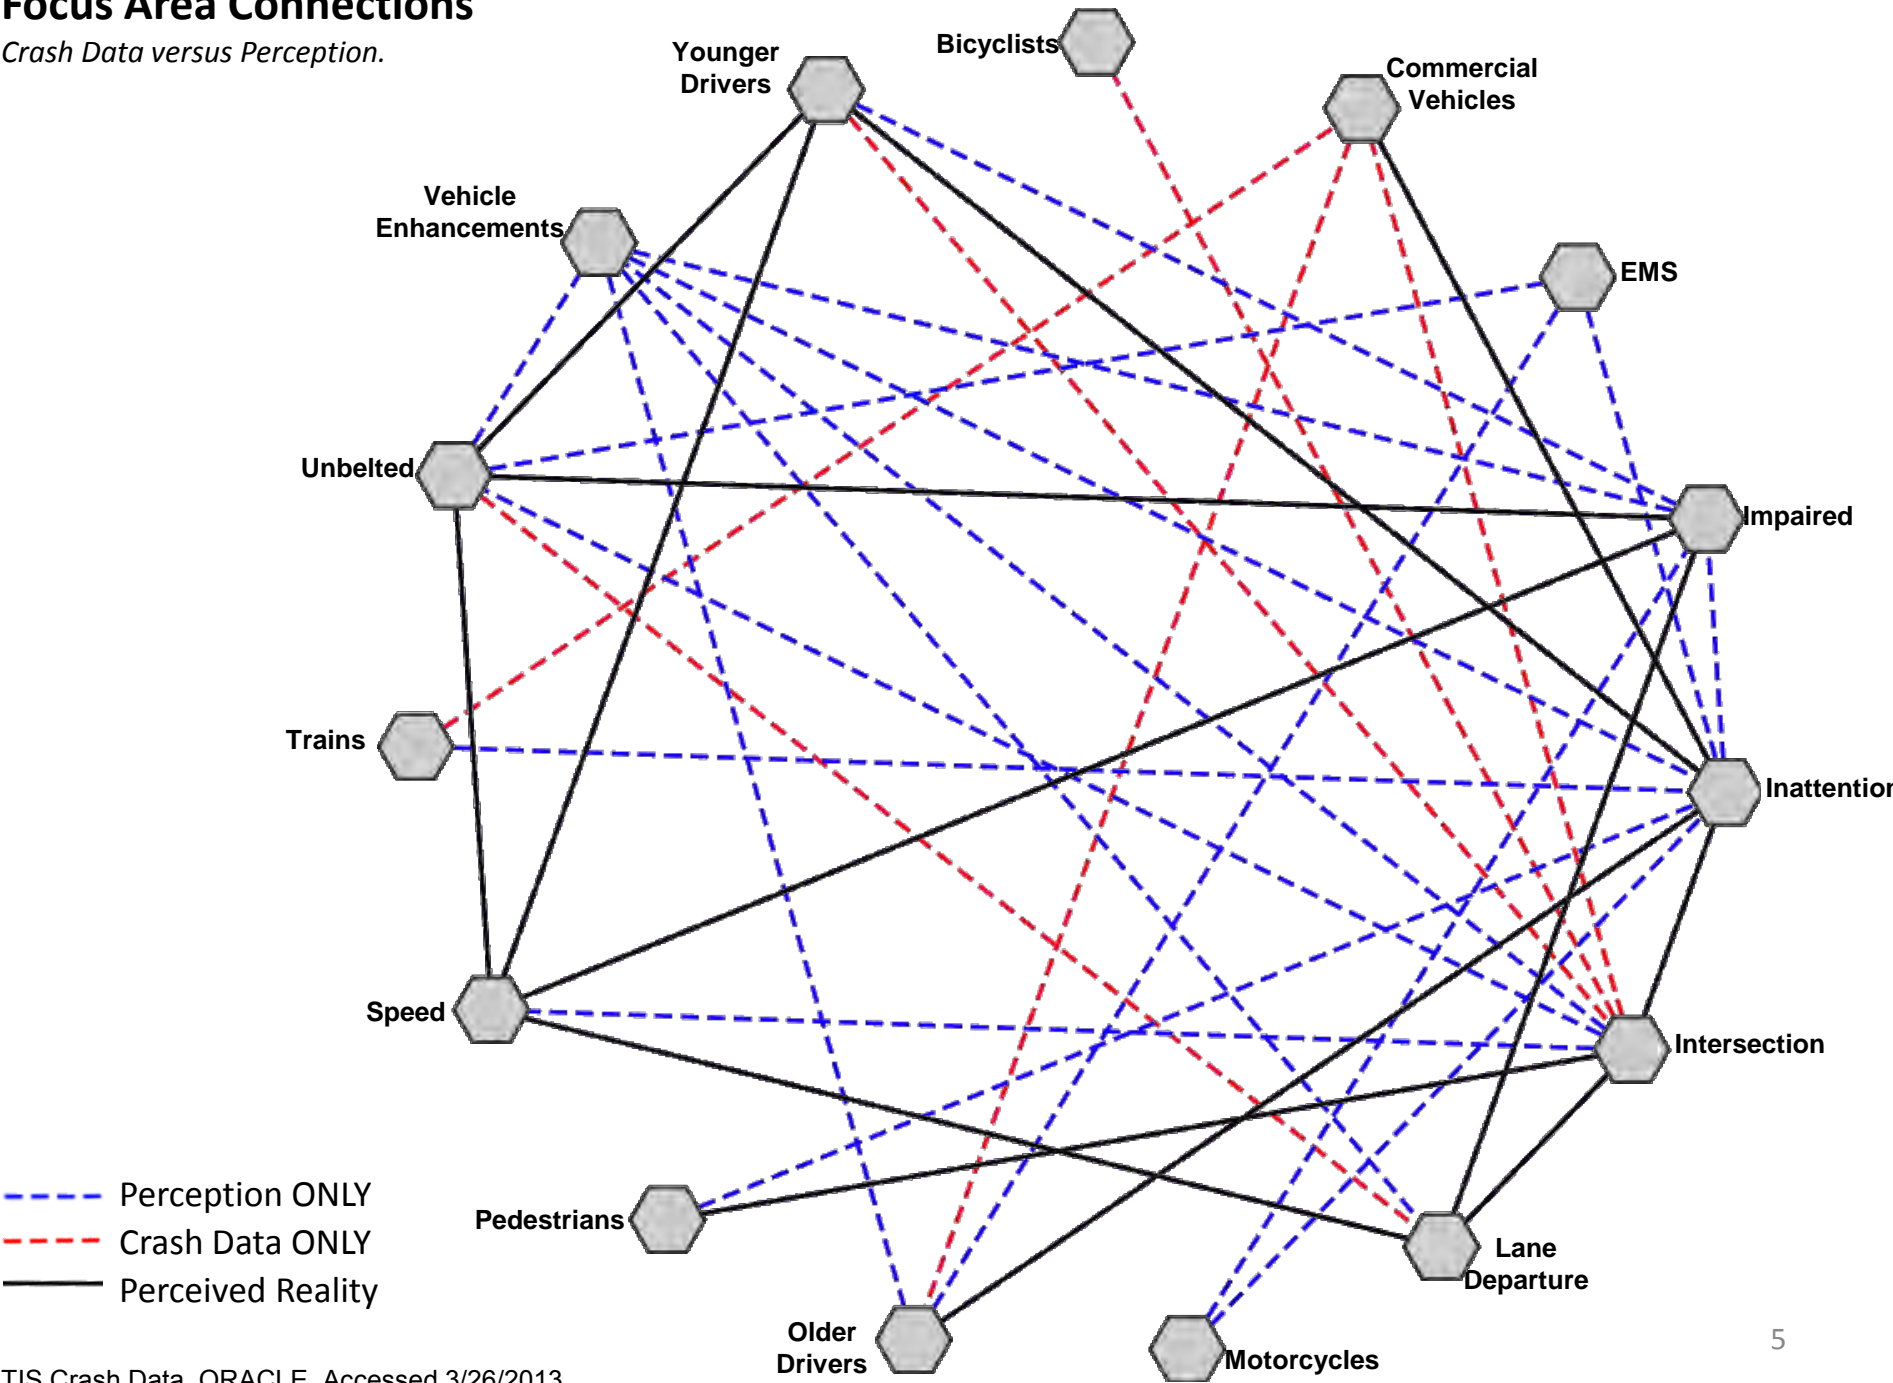 Focus Area Connections
Crash Data versus Perception.
Younger
Drivers
Bicyclists
Commercial
Vehicles
Vehicle
Enhancements
EMS
Unbelted
Impaired
Trains
Inattention
Speed
Intersection
Pedestrians
Lane
Departure
Older
Drivers
Motorcycles
Perception ONLY
Crash Data ONLY
Perceived Reality
5
TIS Crash Data, ORACLE, Accessed 3/26/2013